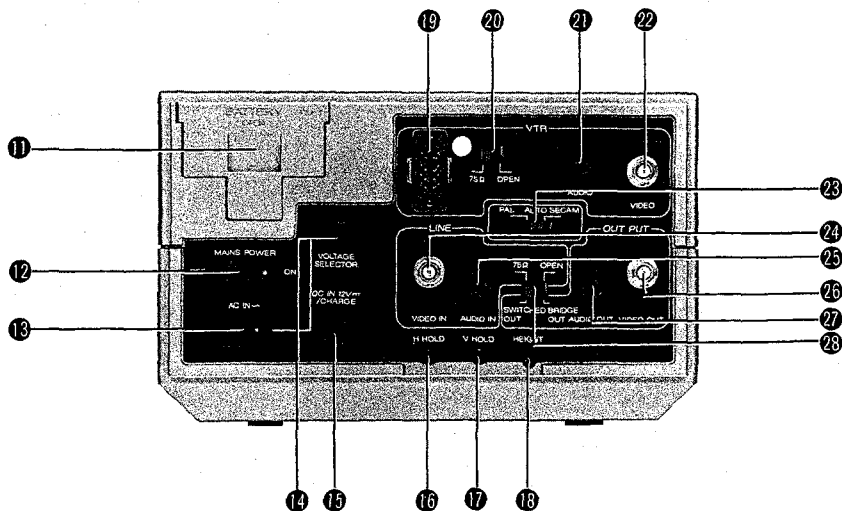 19 20 21 22
BATTERY
VTR
11
75Ω OPEN
AUDIO
VIDEO
23
PAL AUTO SECAM
LINE
OUT PUT
24
MAINS POWER
ON
VOLTAGE
SELECTOR
75Ω OPEN
25
12
26
AC IN ~
DC IN 12V
/CHARGE
VIDEO IN
AUDIO IN
SWITCHED BRIDGE
OUT
OUT AUDIO OUT VIDEO OUT
27
13
H HOLD
V HOLD
HEIGHT
28
14 15 16 17 18